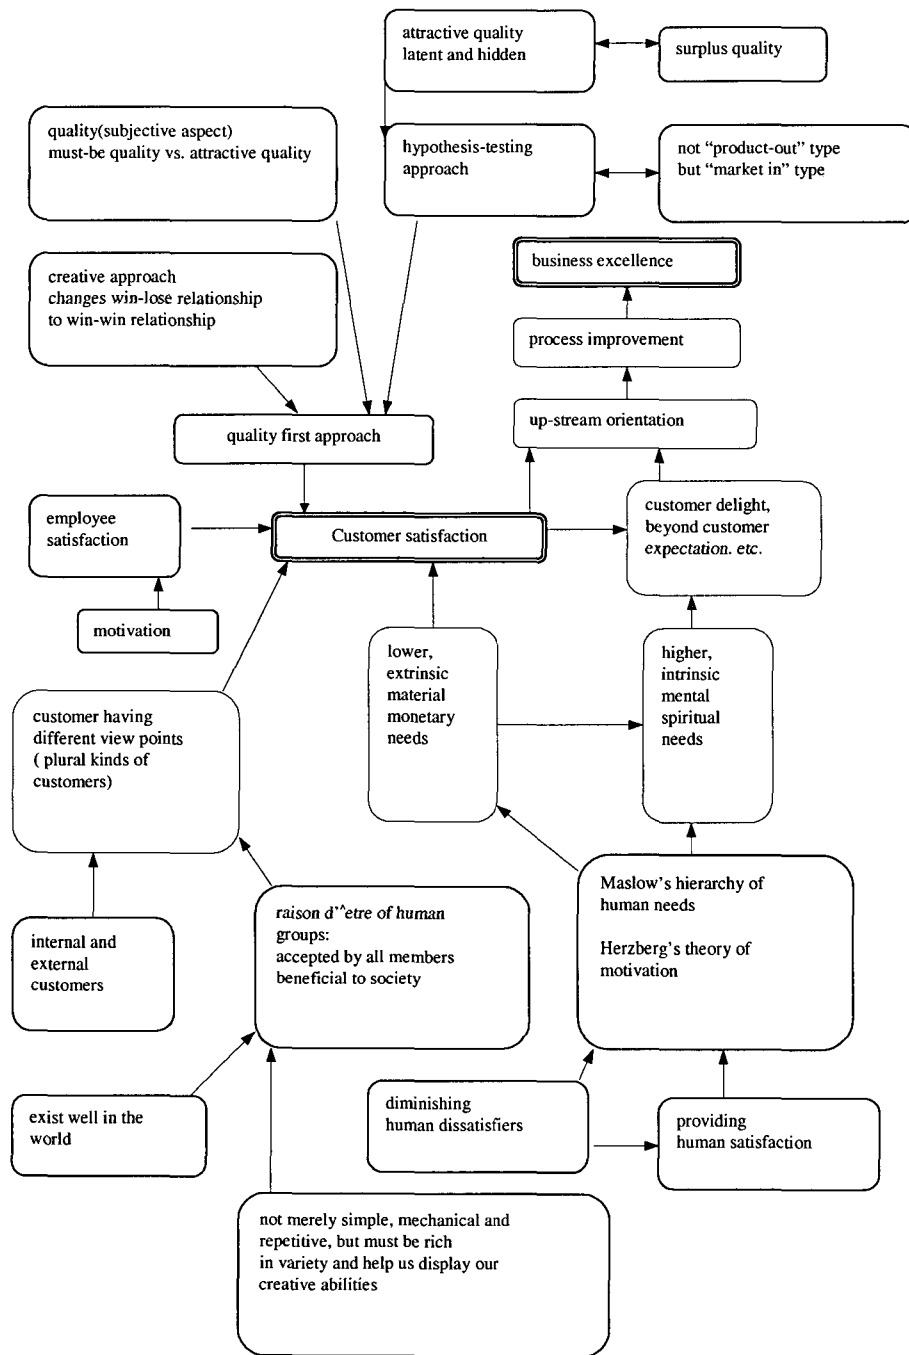 attractive quality
latent and hidden
surplus quality
quality(subjective aspect)
must-be quality vs. attractive quality
hypothesis-testing
approach
not “product-out” type
but “market in” type
business excellence
creative approach
changes win-lose relationship
to win-win relationship
process improvement
up-stream orientation
quality first approach
employee
satisfaction
Customer satisfaction
customer delight,
beyond customer
expectation. etc.
motivation
lower,
extrinsic
material
monetary
needs
higher,
intrinsic
mental
spiritual
needs
customer having
different view points
( plural kinds of
customers)
Maslow’s hierarchy of
human needs
Herzberg’s theory of
motivation
raison d’^etre of human
groups:
accepted by all members
beneficial to society
internal and
external
customers
exist well in the
world
diminishing
human dissatisfiers
providing
human satisfaction
not merely simple, mechanical and
repetitive, but must be rich
in variety and help us display our
creative abilities